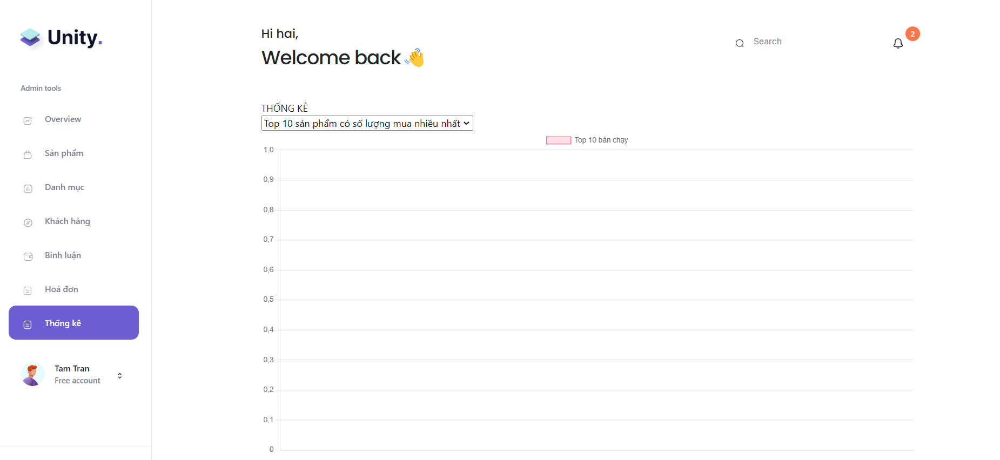 Unity.
Admin tools
Overview
Sản phẩm
Danh mục
Khách hàng
Bình luận
Hoá đơn
Thống kê
Tam Tran
Free account
Hi hai,
Welcome back 👋
Search
2
THỐNG KÊ
Top 10 sản phẩm có số lượng mua nhiều nhất
Top 10 bán chạy
1,0
0,9
0,8
0,7
0,6
0,5
0,4
0,3
0,2
0,1
0